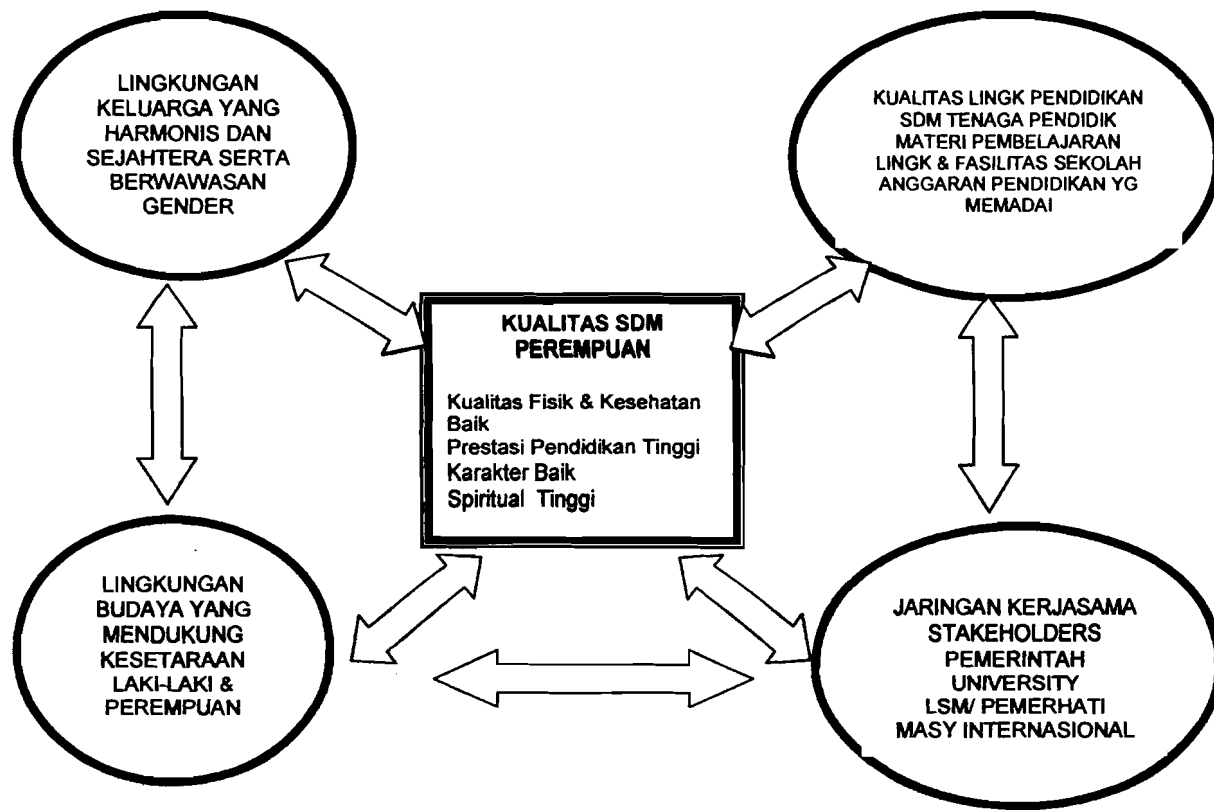 LINGKUNGAN
KELUARGA YANG
HARMONIS DAN
SEJAHTERA SERTA
BERWAWASAN
GENDER
KUALITAS LINGK PENDIDIKAN
SDM TENAGA PENDIDIK
MATERI PEMBELAJARAN
LINGK & FASILITAS SEKOLAH
ANGGARAN PENDIDIKAN YG
MEMADAI
KUALITAS SDM
PEREMPUAN
Kualitas Fisik & Kesehatan
Baik
Prestasi Pendidikan Tinggi
Karakter Baik
Spiritual Tinggi
LINGKUNGAN
BUDAYA YANG
MENDUKUNG
KESETARAAN
LAKI-LAKI &
PEREMPUAN
JARINGAN KERJASAMA
STAKEHOLDERS
PEMERINTAH
UNIVERSITY
LSM/ PEMERHATI
MASY INTERNASIONAL